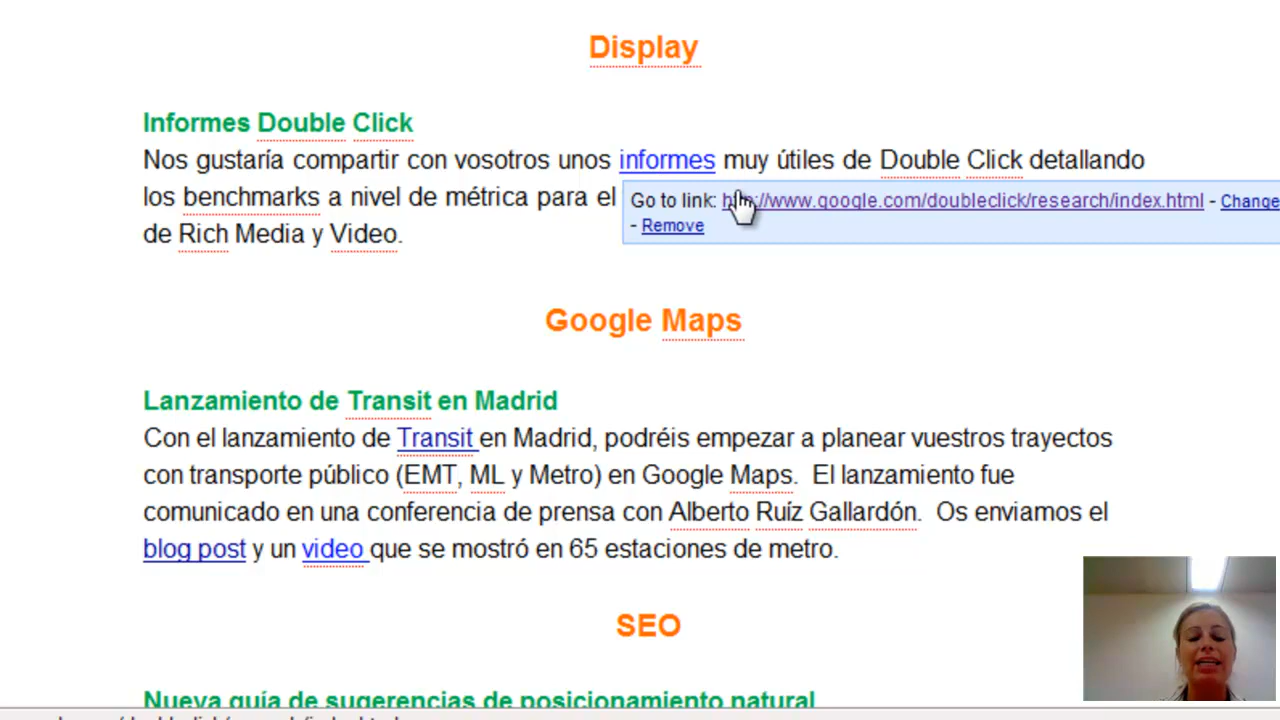 Display
Informes Double Click
Nos gustaría compartir con vosotros unos informes muy útiles de Double Click detallando
los benchmarks a nivel de métrica para el
Go to link: http://www.google.com/doubleclick/research/index.html - Change
- Remove
de Rich Media y Video.
Google Maps
Lanzamiento de Transit en Madrid
Con el lanzamiento de Transit en Madrid, podréis empezar a planear vuestros trayectos
con transporte público (EMT, ML y Metro) en Google Maps. El lanzamiento fue
comunicado en una conferencia de prensa con Alberto Ruíz Gallardón. Os enviamos el
blog post y un video que se mostró en 65 estaciones de metro.
SEO
Nueva guía de sugerencias de posicionamiento natural